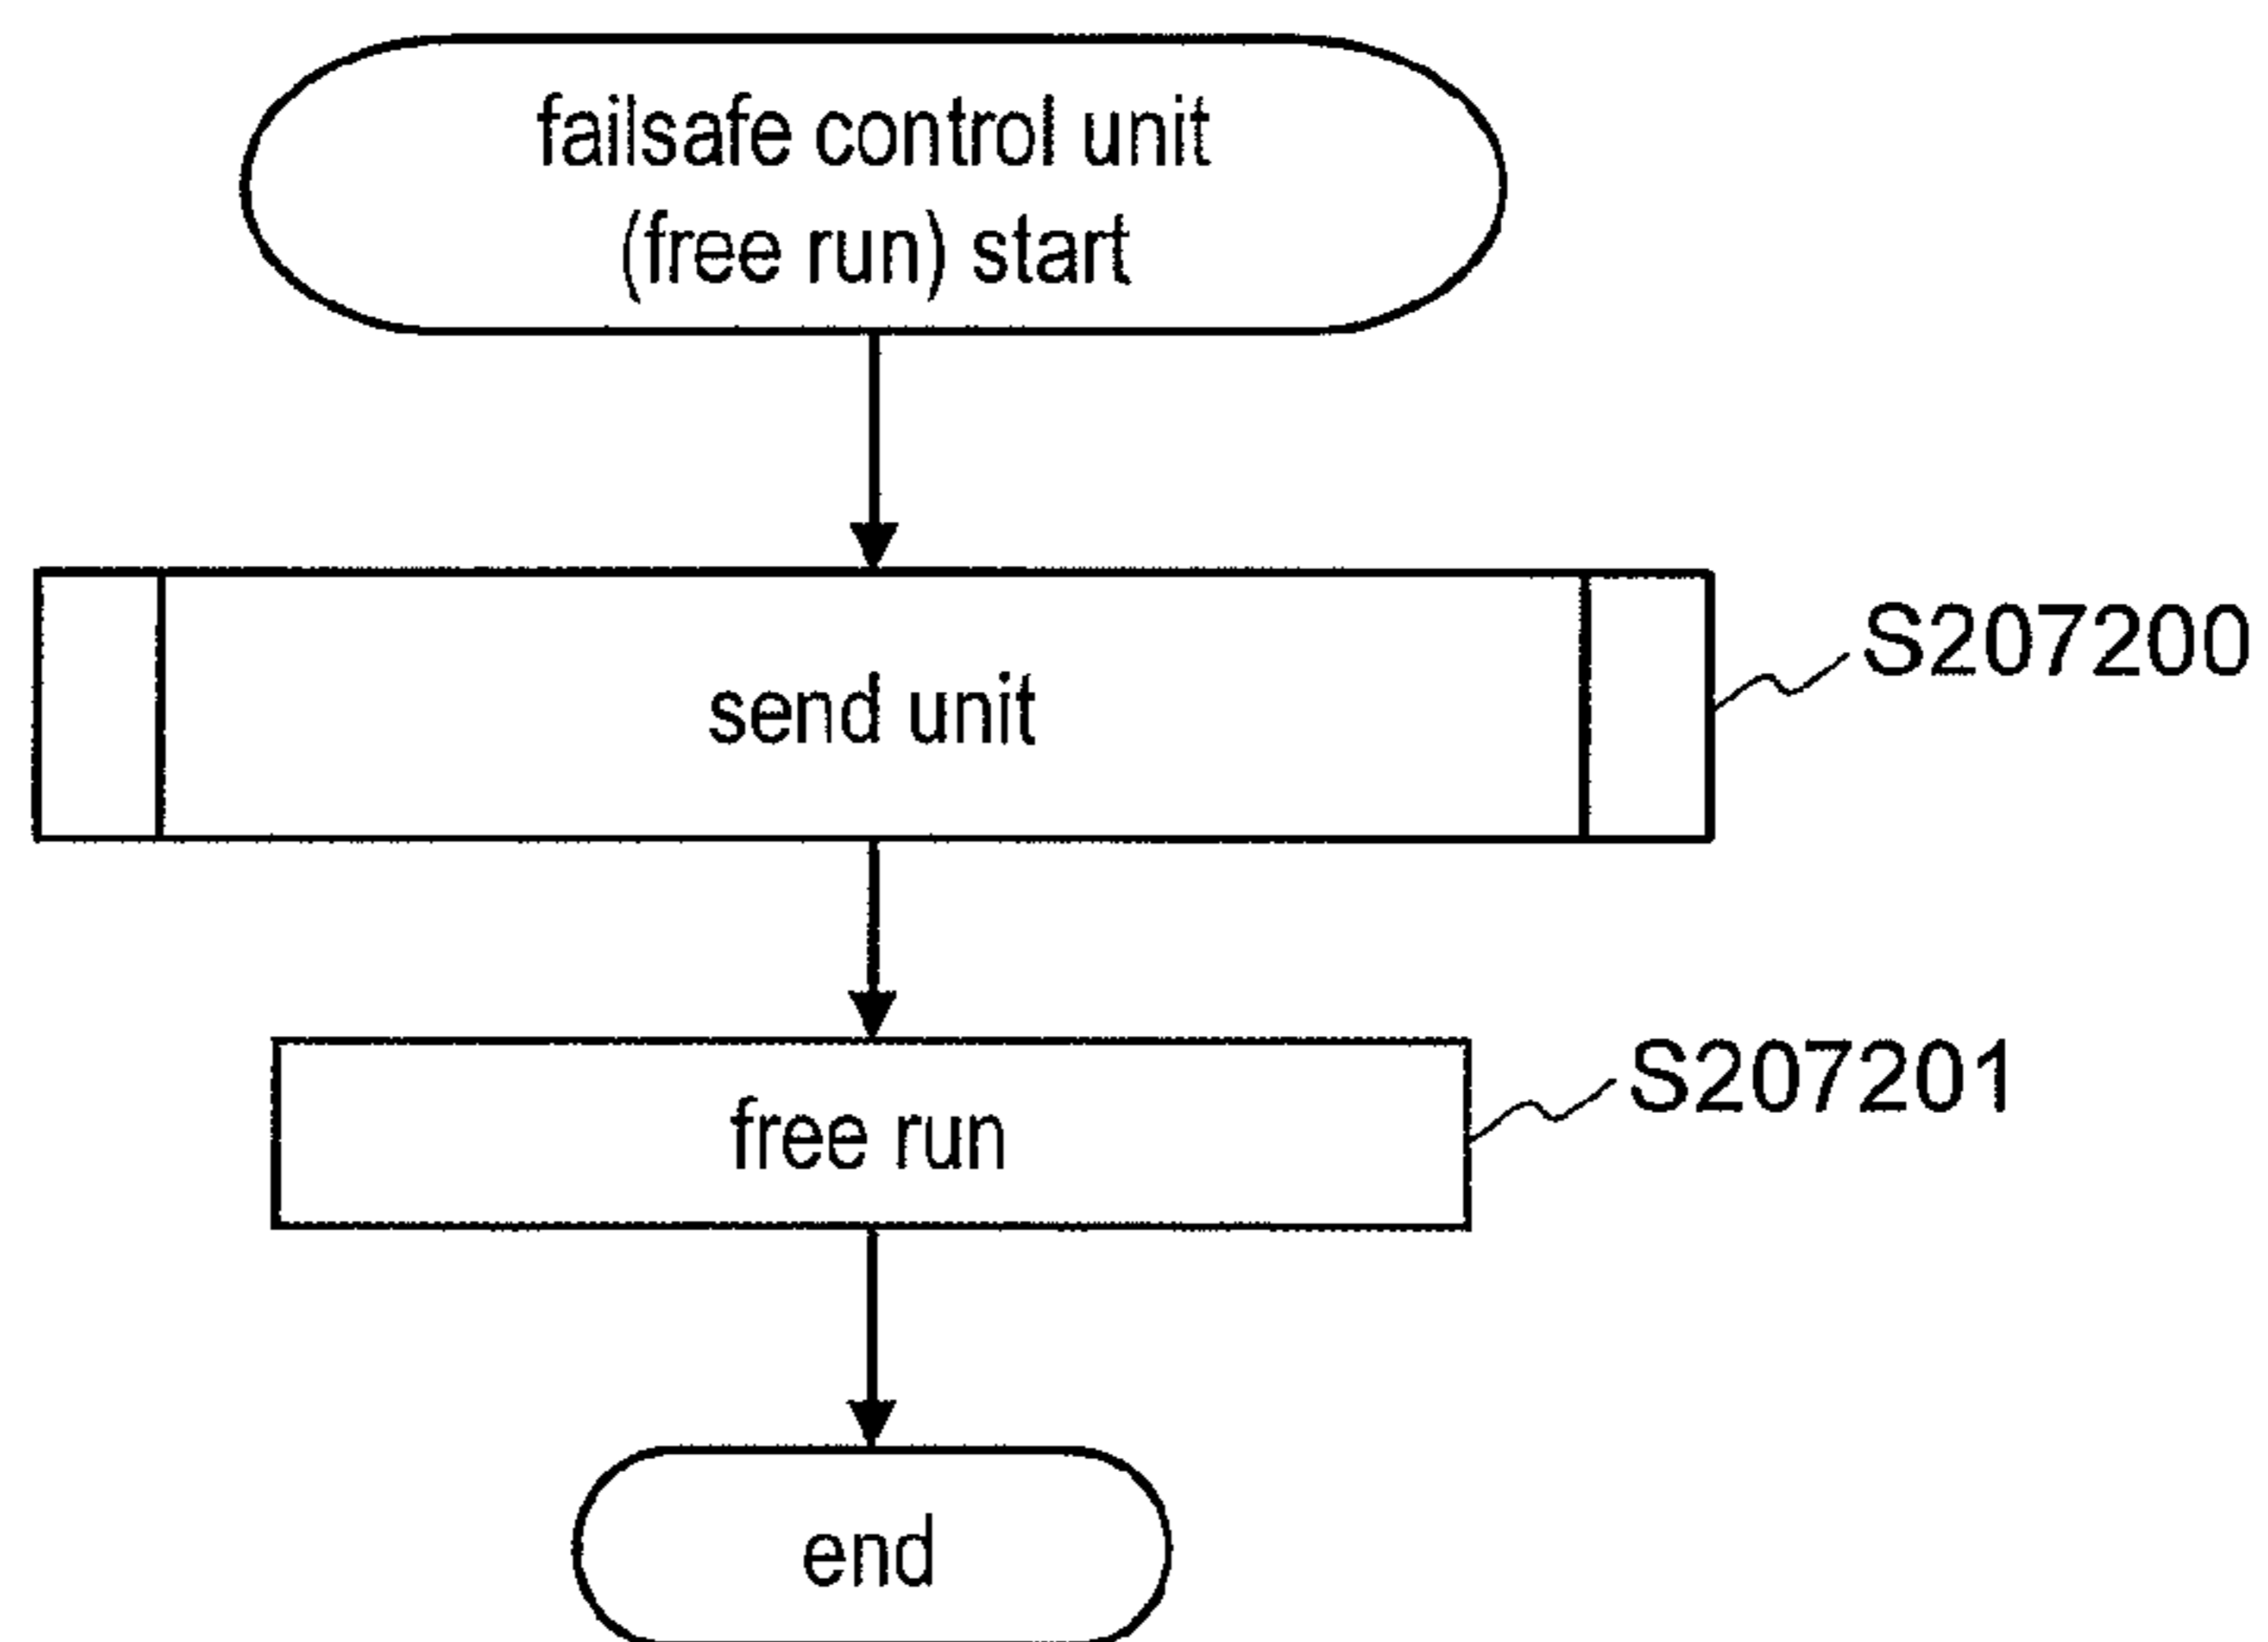 failsafe control unit
(free run) start
send unit
S207200
free run
S207201
end